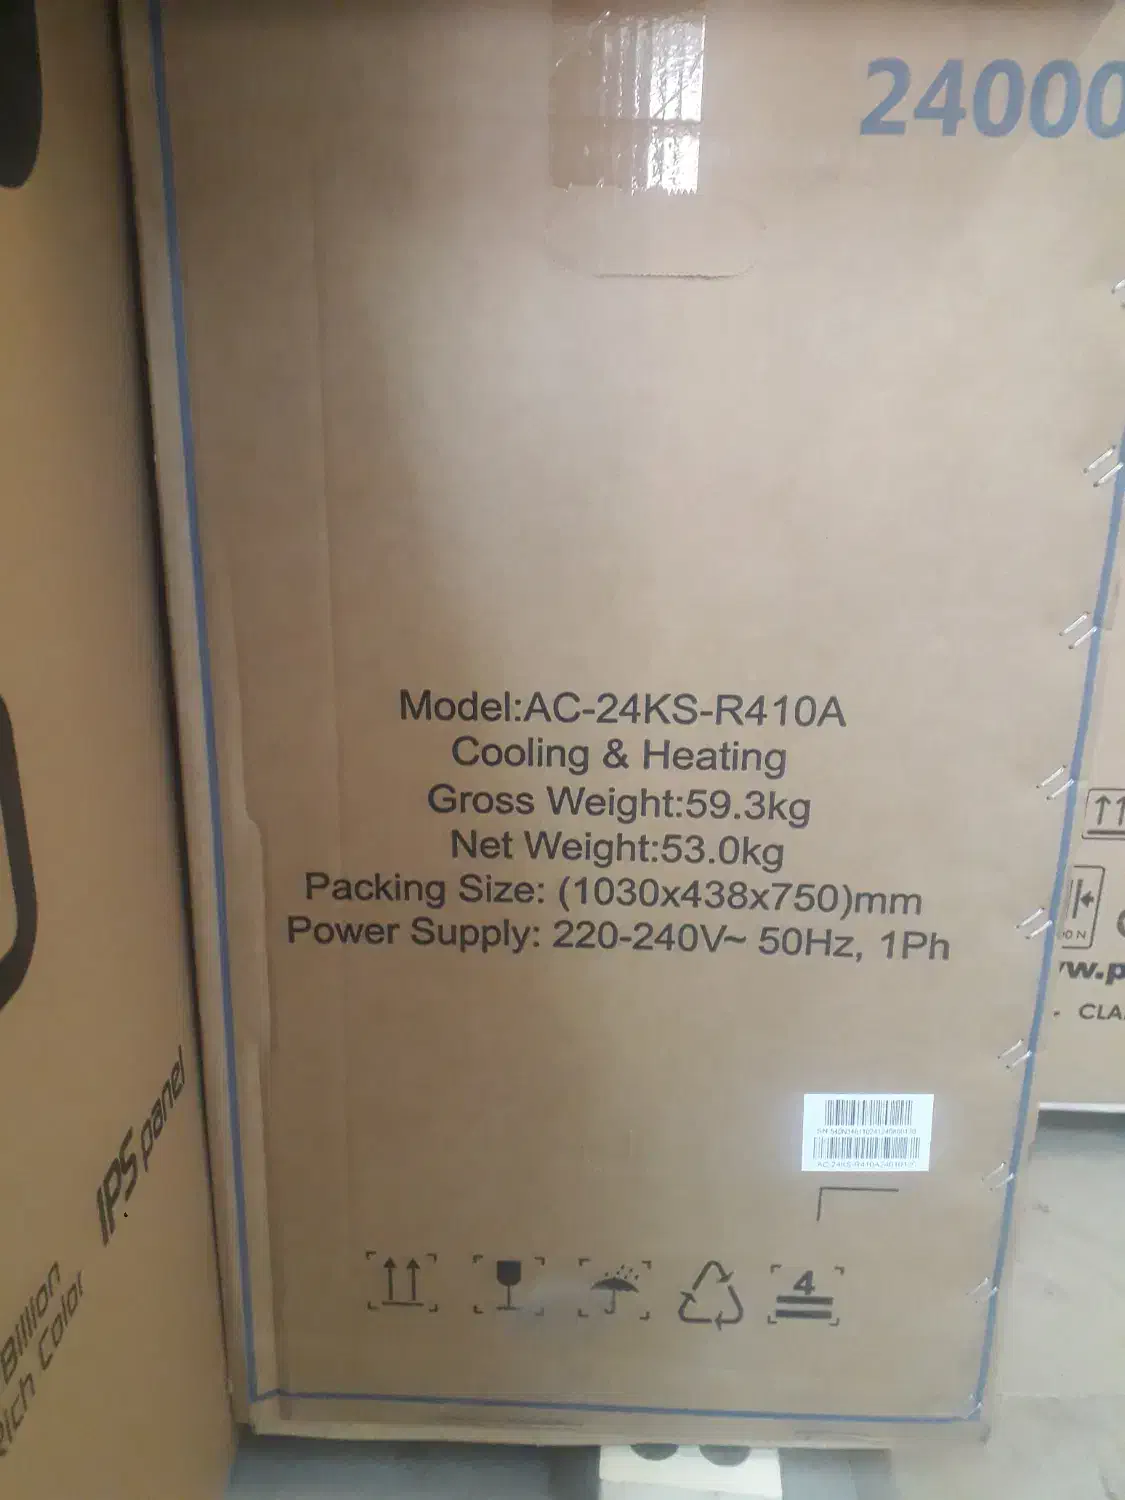 24000
Model:AC-24KS-R410A
Cooling & Heating
Gross Weight:59.3kg
Net Weight:53.0kg
Packing Size: (1030x438x750)mm
Power Supply: 220-240V~ 50Hz, 1Ph
4
IPS panel
Billion
Rich Color